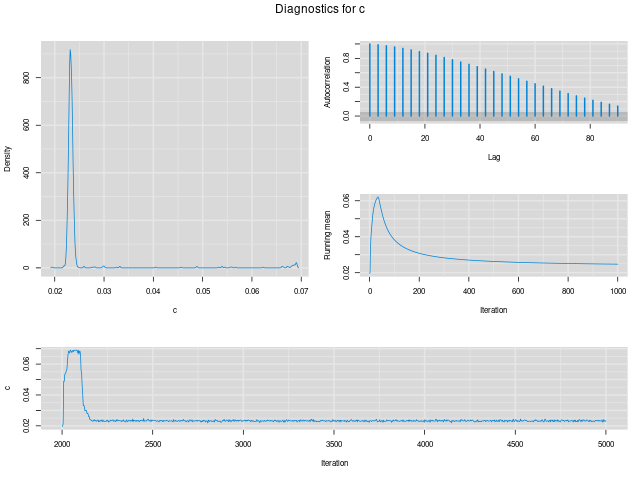 Diagnostics for c
Density
0 200 400 600 800
0.02 0.03 0.04 0.05 0.06 0.07
c
Autocorrelation
0.0 0.4 0.8
0 20 40 60 80
Lag
Running mean
0.02 0.04 0.06
0 200 400 600 800 1000
Iteration
c
0.02 0.04 0.06
2000 2500 3000 3500 4000 4500 5000
Iteration